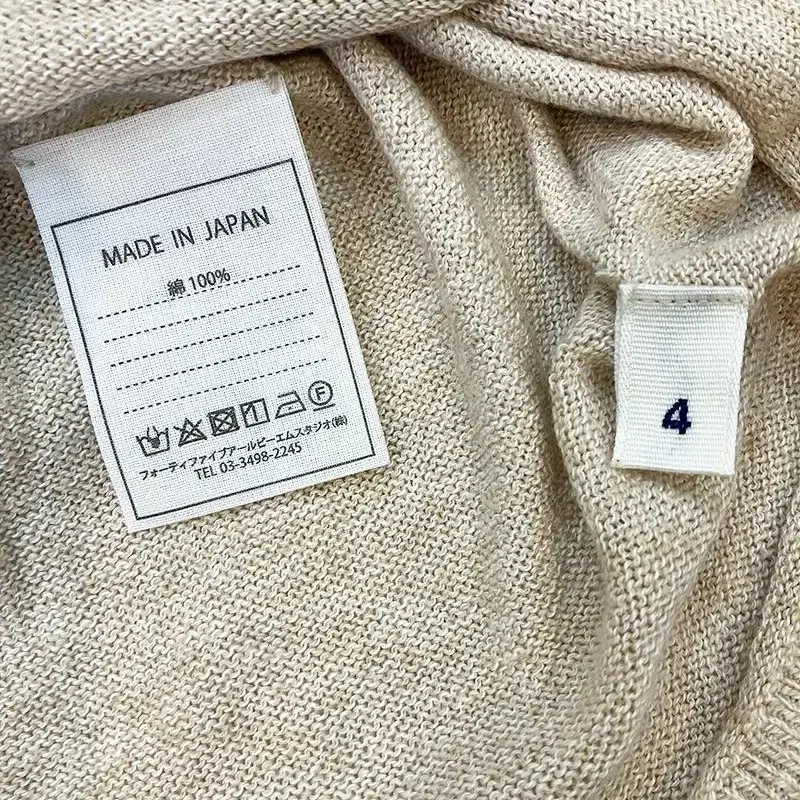 MADE IN JAPAN
綿 100%
F
フォーティファイブアールピーエムスタジオ(株)
TEL 03-3498-2245
4